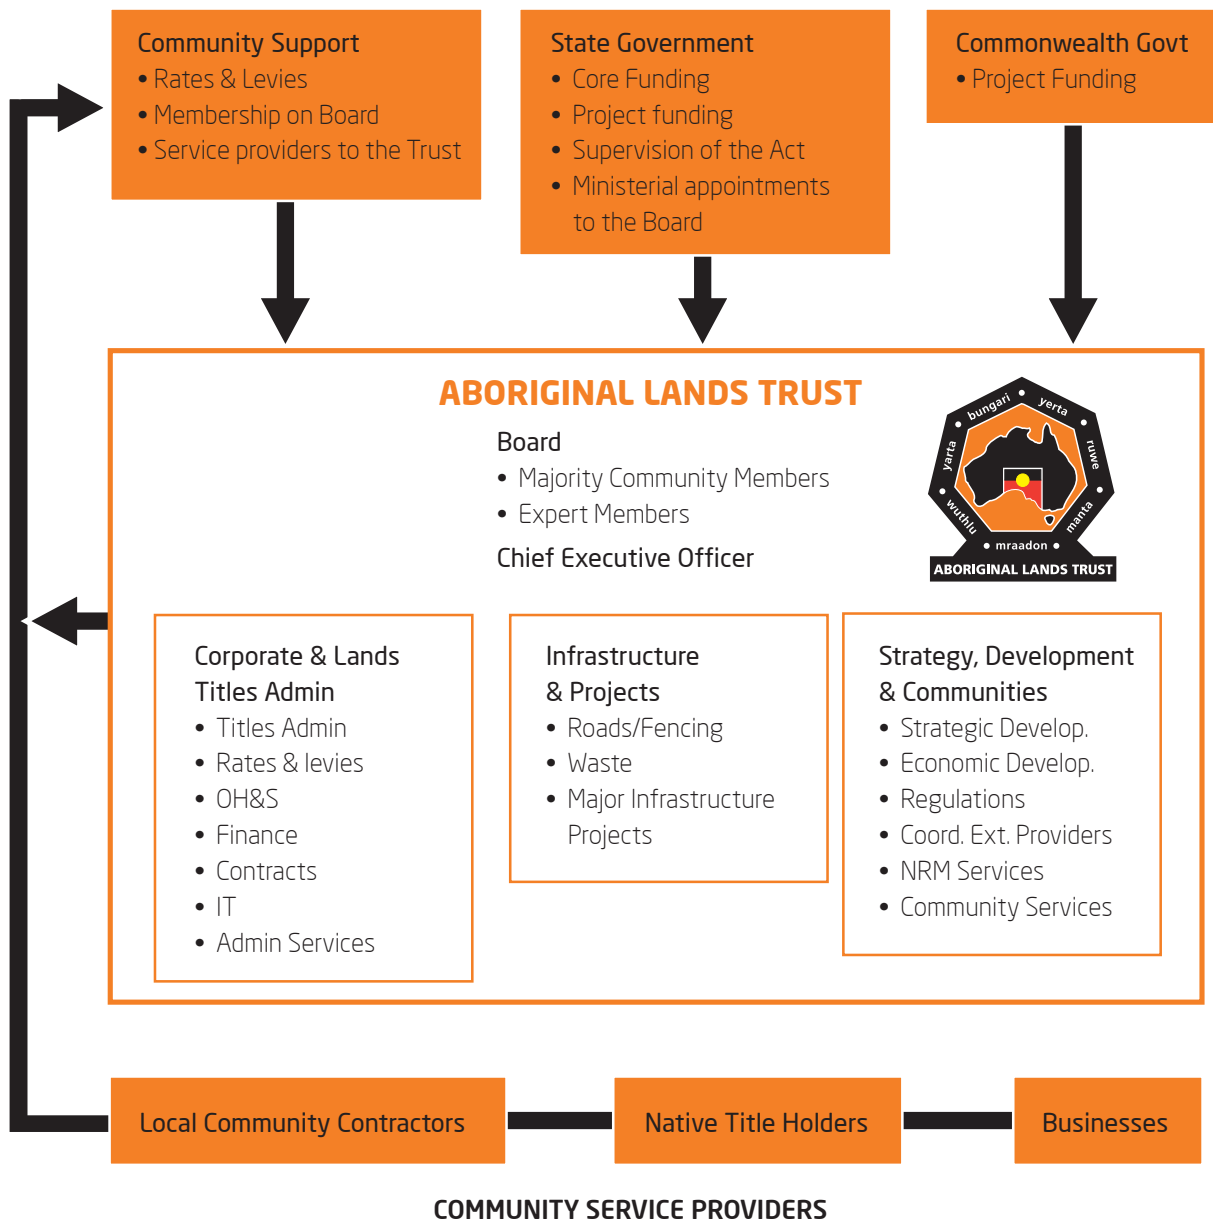 Community Support
• Rates & Levies
• Membership on Board
• Service providers to the Trust
State Government
• Core Funding
• Project funding
• Supervision of the Act
• Ministerial appointments
to the Board
Commonwealth Govt
• Project Funding
ABORIGINAL LANDS TRUST
Board
• Majority Community Members
• Expert Members
Chief Executive Officer
wuthlu • yarta • bungari • yerta • ruwe • manta • mraadon •
ABORIGINAL LANDS TRUST
Corporate & Lands
Titles Admin
• Titles Admin
• Rates & levies
• OH&S
• Finance
• Contracts
• IT
• Admin Services
Infrastructure
& Projects
• Roads/Fencing
• Waste
• Major Infrastructure
Projects
Strategy, Development
& Communities
• Strategic Develop.
• Economic Develop.
• Regulations
• Coord. Ext. Providers
• NRM Services
• Community Services
Local Community Contractors
Native Title Holders
Businesses
COMMUNITY SERVICE PROVIDERS